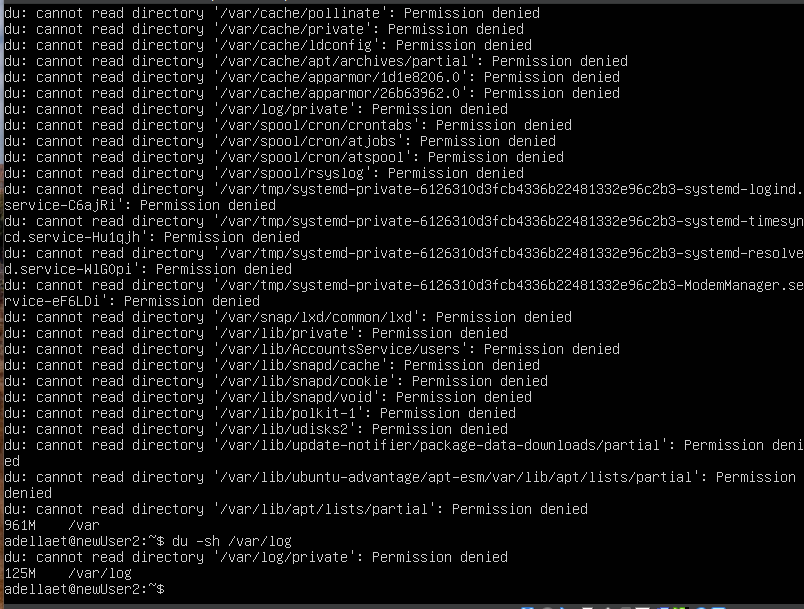 du: cannot read directory '/var/cache/pollinate': Permission denied
du: cannot read directory '/var/cache/private': Permission denied
du: cannot read directory '/var/cache/ldconfig': Permission denied
du: cannot read directory '/var/cache/apt/archives/partial': Permission denied
du: cannot read directory '/var/cache/apparmor/1d1e8206.0': Permission denied
du: cannot read directory '/var/cache/apparmor/26b63962.0': Permission denied
du: cannot read directory '/var/log/private': Permission denied
du: cannot read directory '/var/spool/cron/crontabs': Permission denied
du: cannot read directory '/var/spool/cron/atjobs': Permission denied
du: cannot read directory '/var/spool/cron/atspool': Permission denied
du: cannot read directory '/var/spool/rsyslog': Permission denied
du: cannot read directory '/var/tmp/systemd-private-6126310d3fcb4336b22481332e96c2b3-systemd-logind.
service-C6ajRi': Permission denied
du: cannot read directory '/var/tmp/systemd-private-6126310d3fcb4336b22481332e96c2b3-systemd-timesyn
cd.service-Hu1qjh': Permission denied
du: cannot read directory '/var/tmp/systemd-private-6126310d3fcb4336b22481332e96c2b3-systemd-resolve
d.service-WlGOpi': Permission denied
du: cannot read directory '/var/tmp/systemd-private-6126310d3fcb4336b22481332e96c2b3-ModemManager.se
rvice-eF6LDi': Permission denied
du: cannot read directory '/var/snap/lxd/common/lxd': Permission denied
du: cannot read directory '/var/lib/private': Permission denied
du: cannot read directory '/var/lib/AccountsService/users': Permission denied
du: cannot read directory '/var/lib/snapd/cache': Permission denied
du: cannot read directory '/var/lib/snapd/cookie': Permission denied
du: cannot read directory '/var/lib/snapd/void': Permission denied
du: cannot read directory '/var/lib/polkit-1': Permission denied
du: cannot read directory '/var/lib/udisks2': Permission denied
du: cannot read directory '/var/lib/update-notifier/package-data-downloads/partial': Permission deni
ed
du: cannot read directory '/var/lib/ubuntu-advantage/apt-esm/var/lib/apt/lists/partial': Permission
denied
du: cannot read directory '/var/lib/apt/lists/partial': Permission denied
961M    /var
adellaet@newUser2:~$ du -sh /var/log
du: cannot read directory '/var/log/private': Permission denied
125M    /var/log
adellaet@newUser2:~$